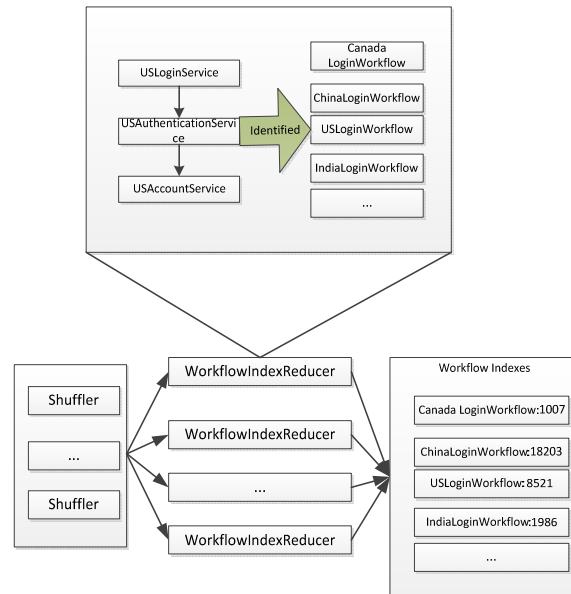 USLoginService
USAuthenticationServi
ce
USAccountService
Identified
Canada
LoginWorkflow
ChinaLoginWorkflow
USLoginWorkflow
IndiaLoginWorkflow
...
Shuffler
...
Shuffler
WorkflowIndexReducer
WorkflowIndexReducer
...
WorkflowIndexReducer
Workflow Indexes
Canada LoginWorkflow:1007
ChinaLoginWorkflow:18203
USLoginWorkflow:8521
IndiaLoginWorkflow:1986
...